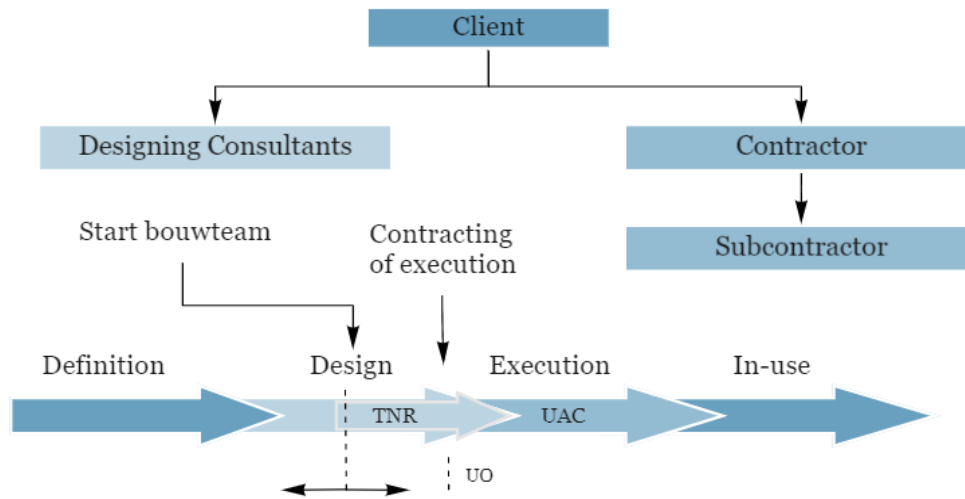 Client
Designing Consultants
Contractor
Start bouwteam
Contracting
of execution
Subcontractor
Definition
Design
Execution
In-use
TNR
UAC
UO